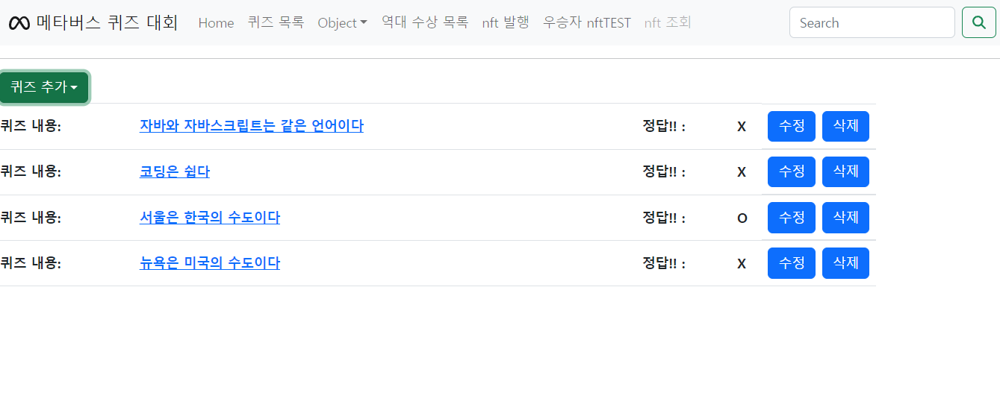 메타버스 퀴즈 대회 Home 퀴즈 목록 Object 역대 수상 목록 nft 발행 우승자 nftTEST nft 조회 Search
퀴즈 추가
퀴즈 내용: 자바와 자바스크립트는 같은 언어이다 정답!! : X 수정 삭제
퀴즈 내용: 코딩은 쉽다 정답!! : X 수정 삭제
퀴즈 내용: 서울은 한국의 수도이다 정답!! : O 수정 삭제
퀴즈 내용: 뉴욕은 미국의 수도이다 정답!! : X 수정 삭제